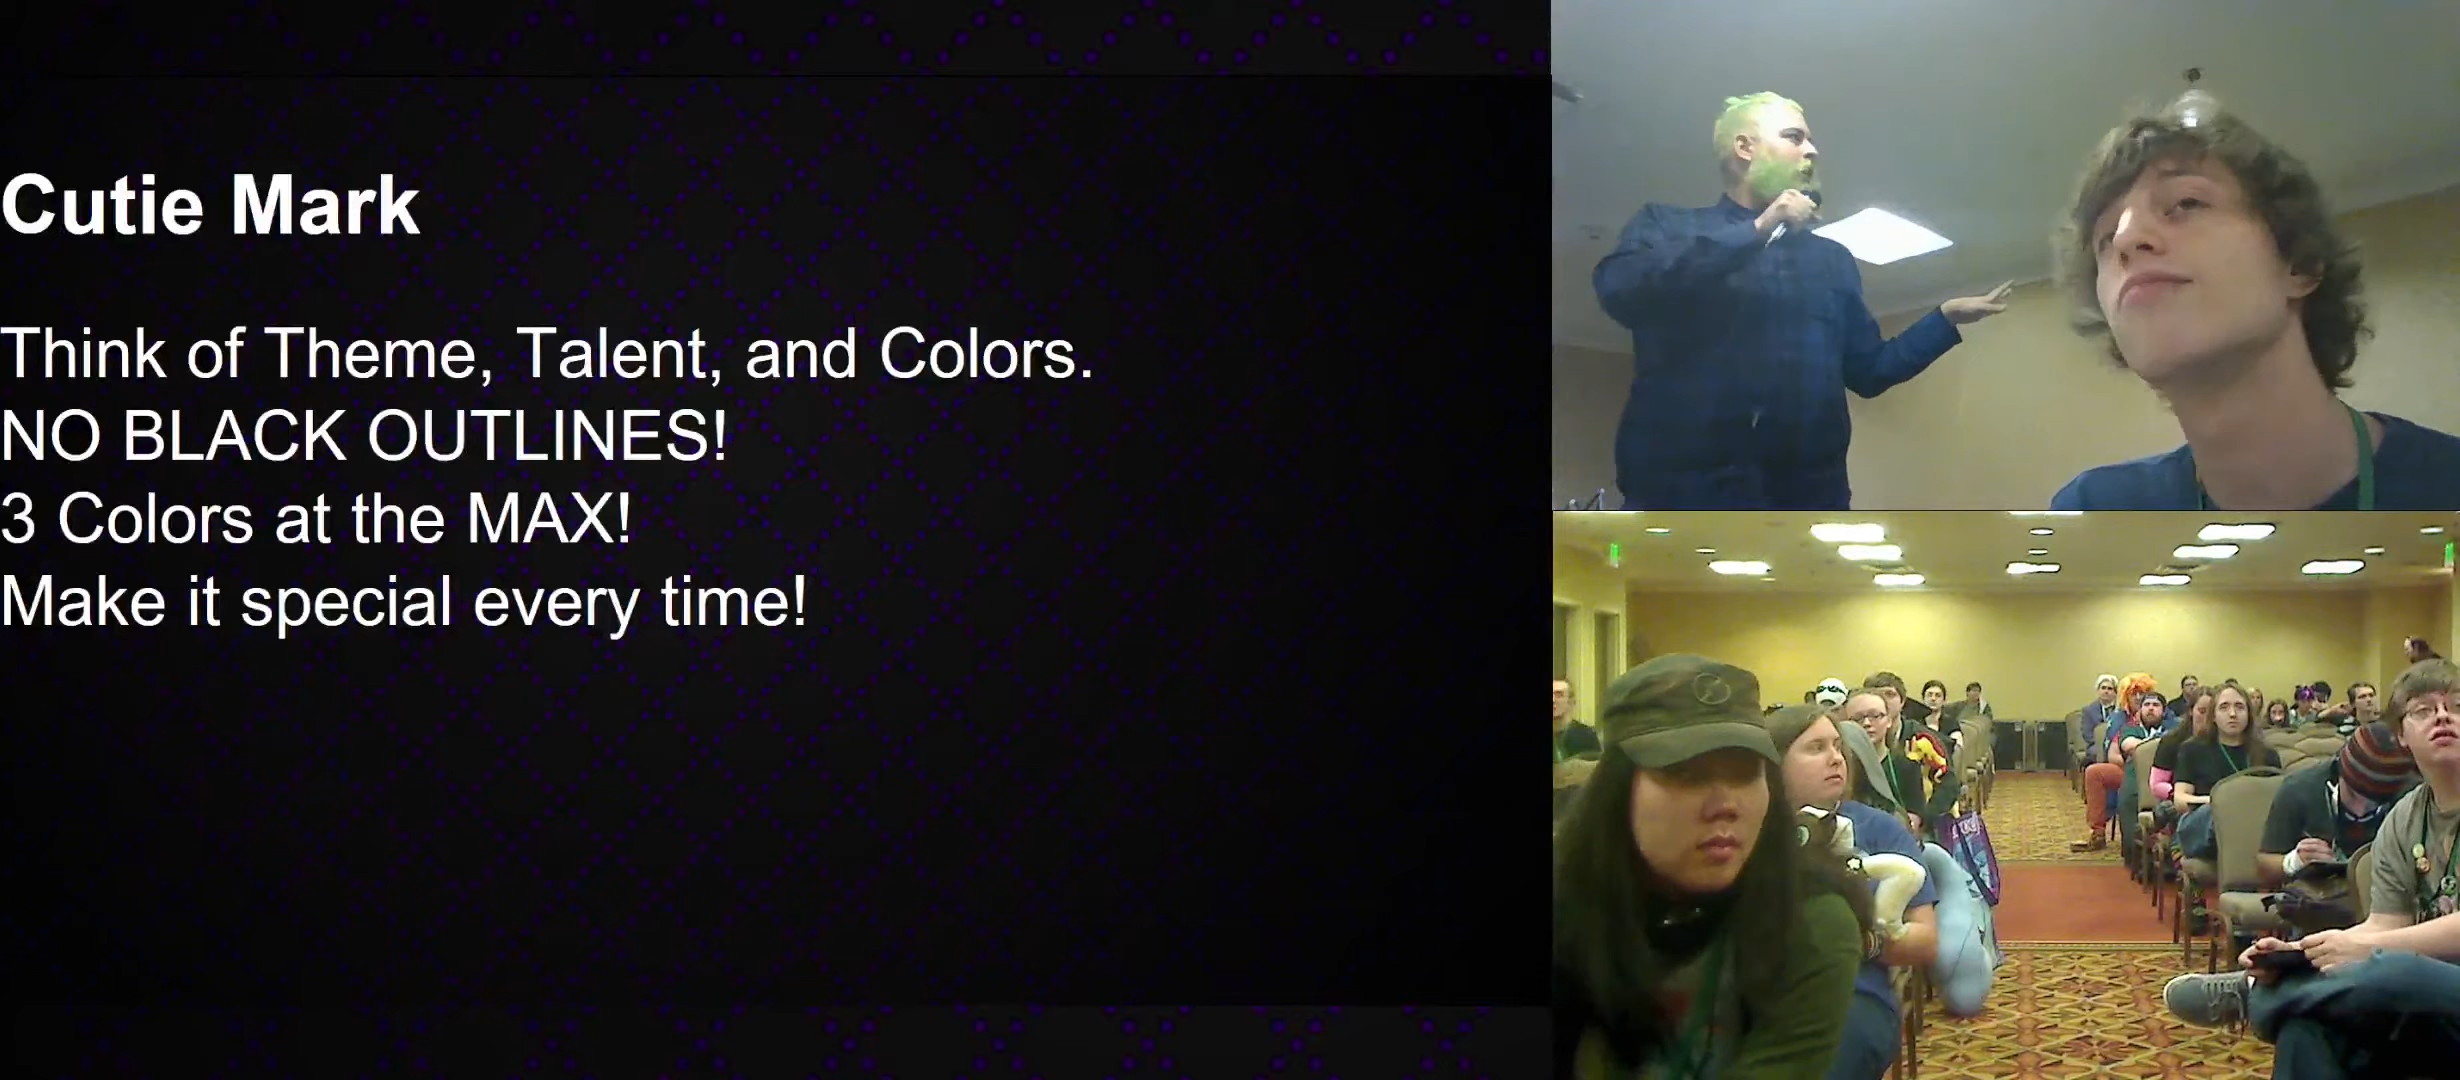 Cutie Mark
Think of Theme, Talent, and Colors.
NO BLACK OUTLINES!
3 Colors at the MAX!
Make it special every time!